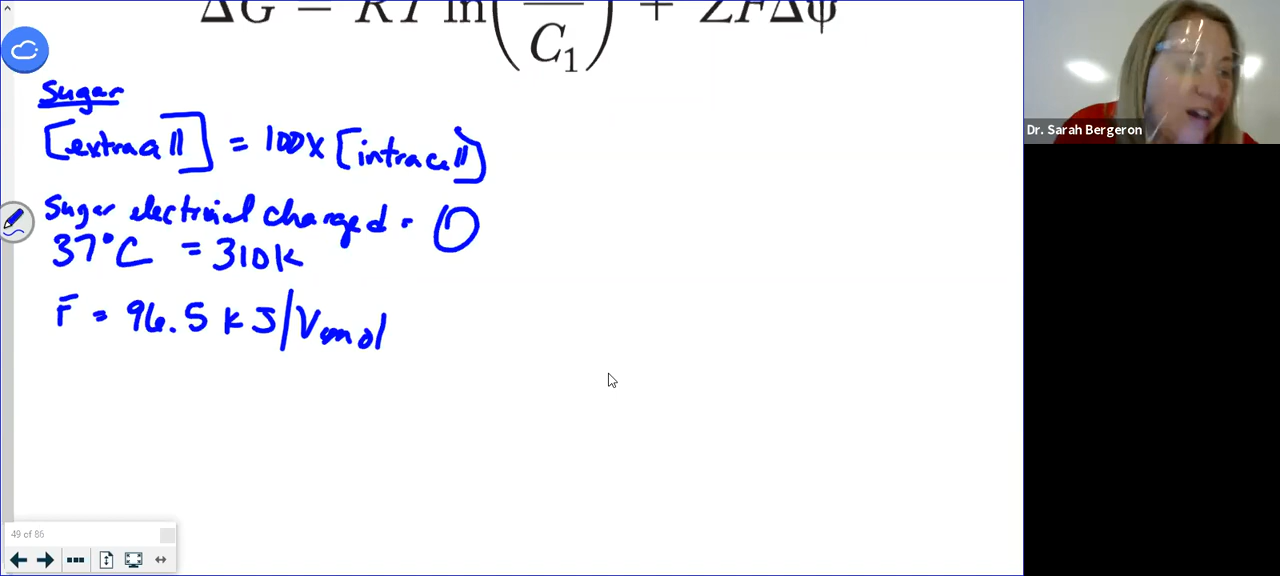 ΔG = RT ln( C₁ ) + ZFΔψ
Dr. Sarah Bergeron
Sugar
[extracell] = 100x [intracell]
Sugar electrical charged = 0
37°C = 310K
F = 96.5 kJ/Vmol
49 of 86